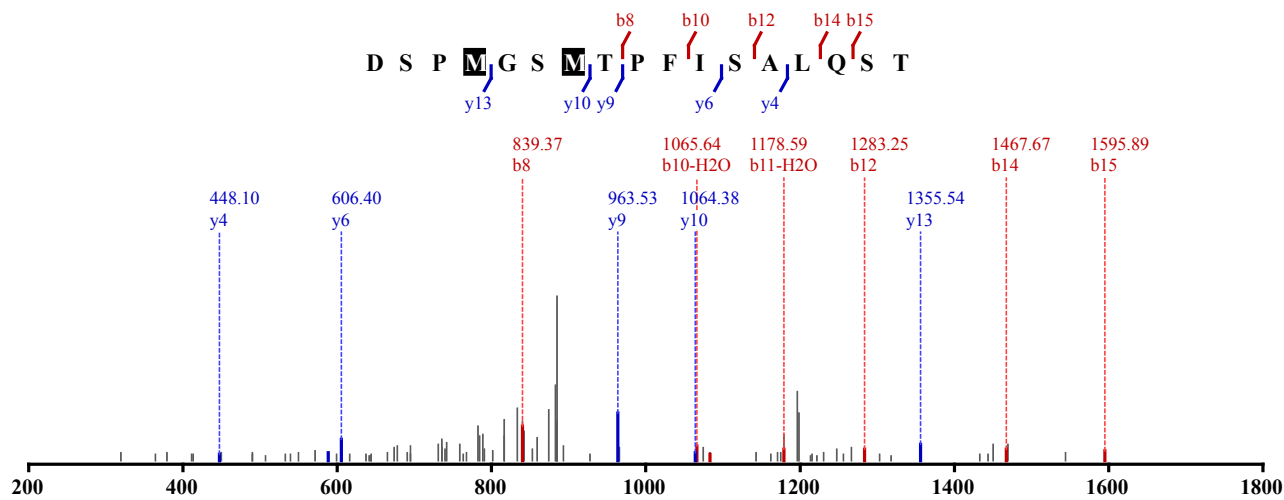 b8 b10 b12 b14 b15
D S P M G S M T P F I S A L Q S T
y13 y10 y9 y6 y4
839.37 1065.64 1178.59 1283.25 1467.67 1595.89
b8 b10-H2O b11-H2O b12 b14 b15
448.10 606.40 963.53 1064.38 1355.54
y4 y6 y9 y10 y13
200 400 600 800 1000 1200 1400 1600 1800